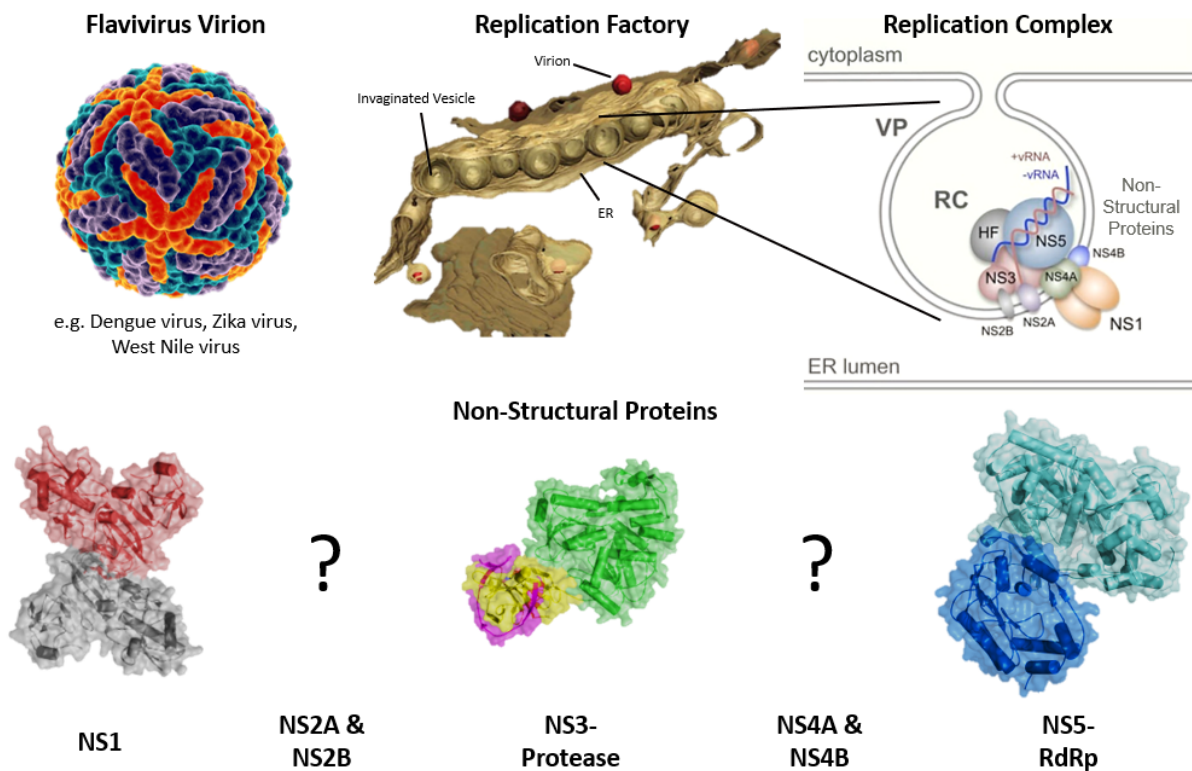 Flavivirus Virion
Replication Factory
Replication Complex
Virion
Invaginated Vesicle
ER
cytoplasm
VP
+vRNA
-vRNA
RC
Non-
Structural
Proteins
HF
NS5
NS4B
NS3
NS4A
NS2B
NS2A
NS1
ER lumen
e.g. Dengue virus, Zika virus,
West Nile virus
Non-Structural Proteins
?
?
NS1
NS2A &
NS2B
NS3-
Protease
NS4A &
NS4B
NS5-
RdRp